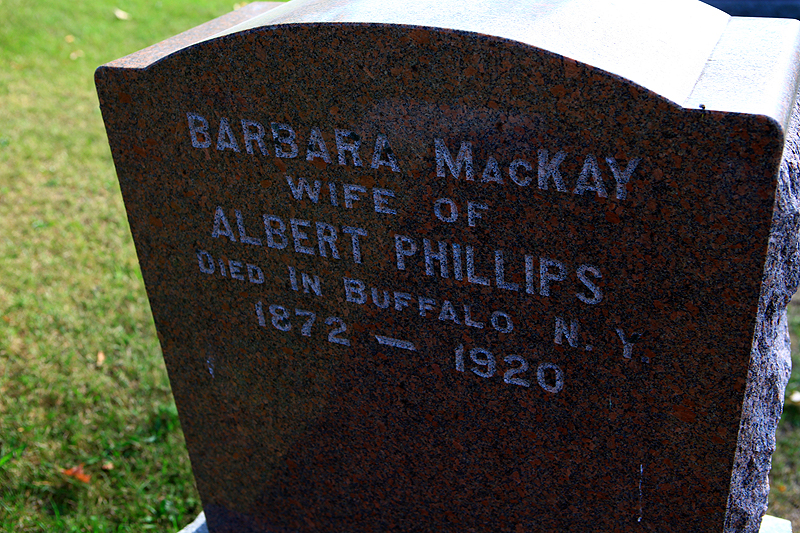 BARBARA MACKAY
WIFE OF
ALBERT PHILLIPS
DIED IN BUFFALO N. Y.
1872 — 1920